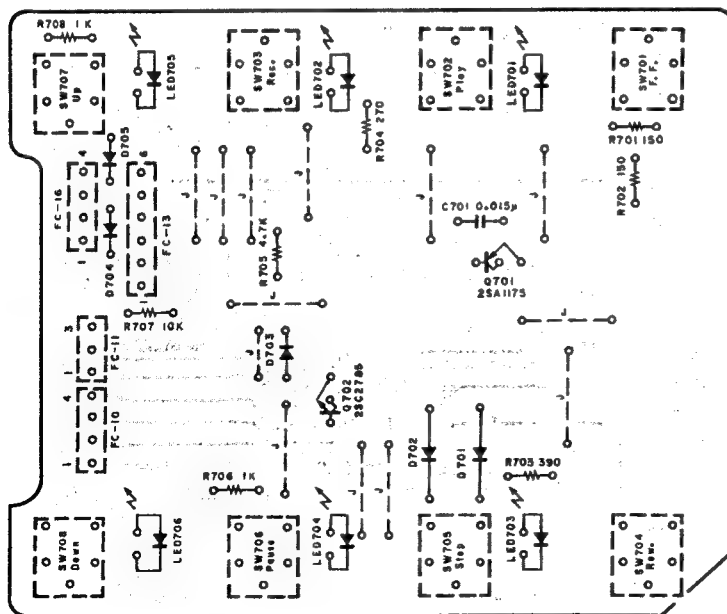 R708 1K
SW707
Up
LED705
SW703
Rec.
LED702
SW702
Play
LED701
SW701
F.F.
R704 270
R701 150
R702 150
D705
4
6
FC-16
FC-13
1
D704
1
J
J
J
J
J
J
R705 4.7K
C701 0.015μ
Q701
2SA1175
R707 10K
J
J
3
FC-11
1
J
D703
Q702
2SC2785
J
4
FC-10
1
J
J
J
D702
D701
R706 1K
R703 390
SW708
Down
LED706
SW706
Pause
LED704
SW705
Stop
LED703
SW704
Rew.